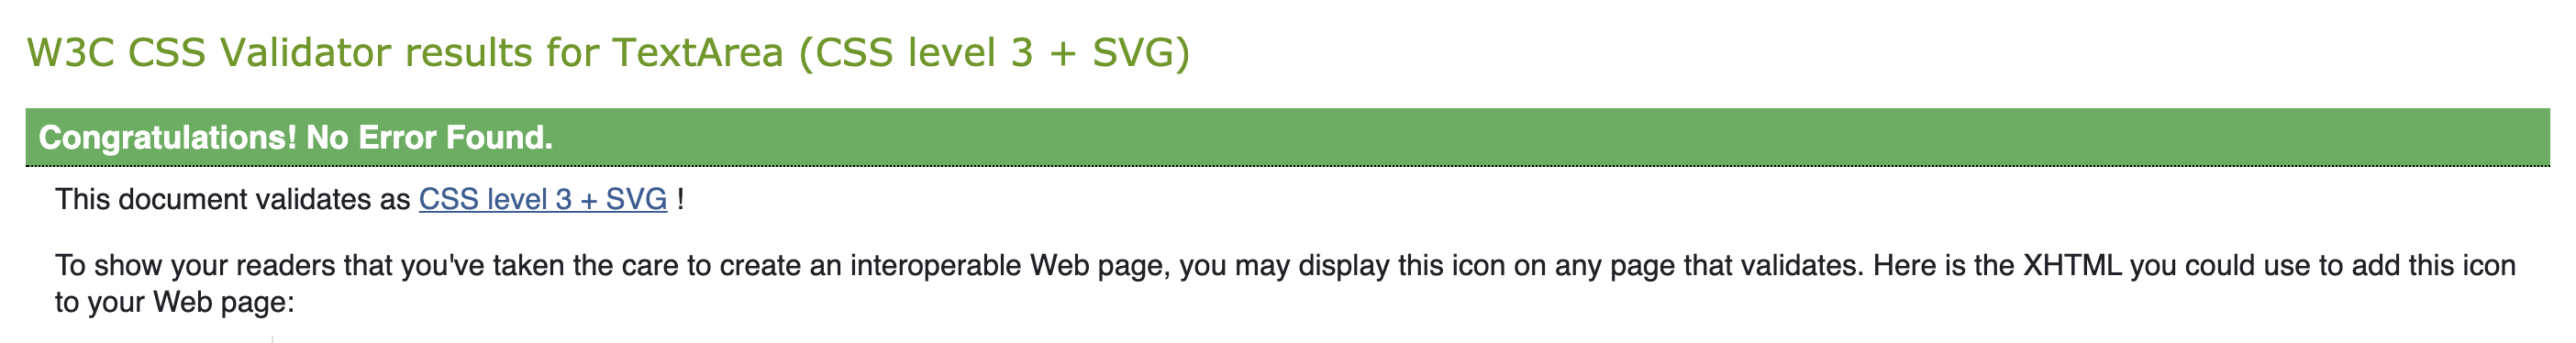 W3C CSS Validator results for TextArea (CSS level 3 + SVG)
Congratulations! No Error Found.
This document validates as CSS level 3 + SVG !
To show your readers that you've taken the care to create an interoperable Web page, you may display this icon on any page that validates. Here is the XHTML you could use to add this icon
to your Web page: